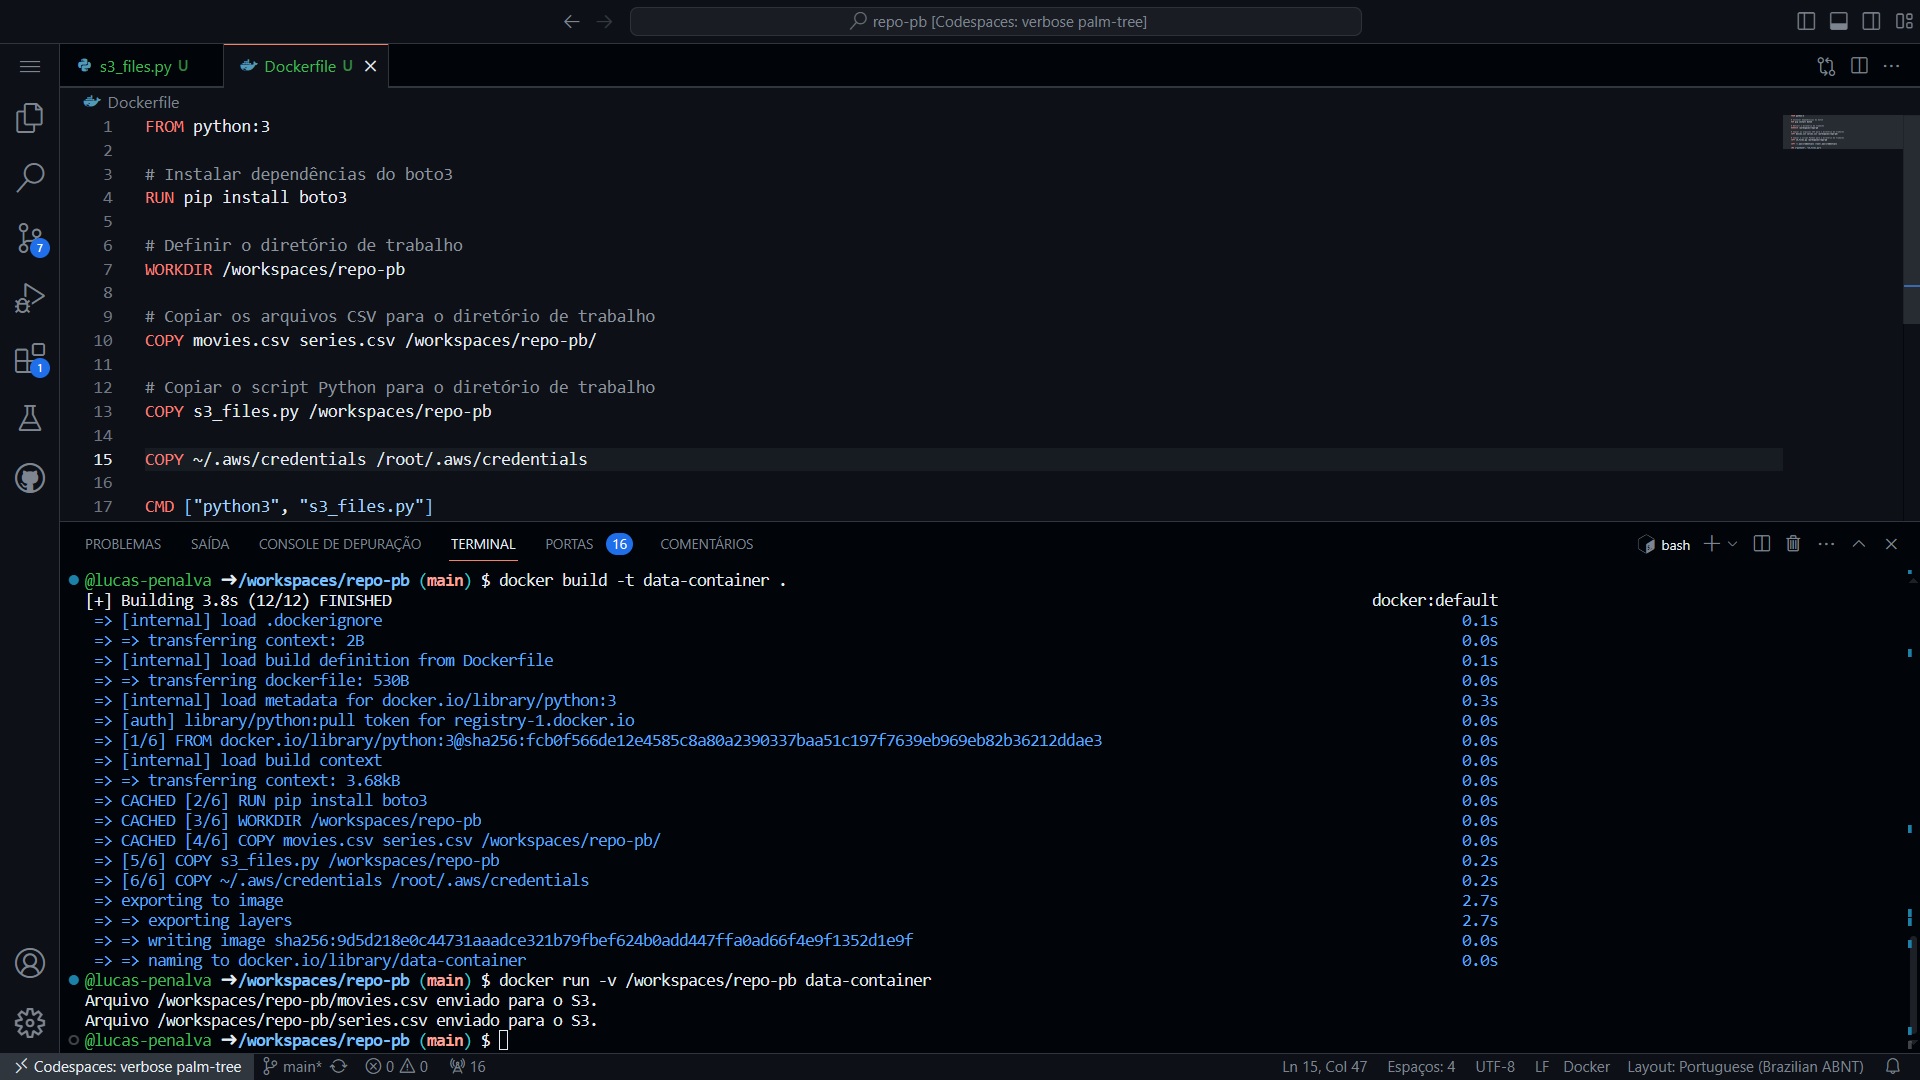 repo-pb [Codespaces: verbose palm-tree]
s3_files.py U
Dockerfile U
Dockerfile
1 FROM python:3
2
3 # Instalar dependências do boto3
4 RUN pip install boto3
5
6 # Definir o diretório de trabalho
7 WORKDIR /workspaces/repo-pb
8
9 # Copiar os arquivos CSV para o diretório de trabalho
10 COPY movies.csv series.csv /workspaces/repo-pb/
11
12 # Copiar o script Python para o diretório de trabalho
13 COPY s3_files.py /workspaces/repo-pb
14
15 COPY ~/.aws/credentials /root/.aws/credentials
16
17 CMD ["python3", "s3_files.py"]
7
1
PROBLEMAS SAÍDA CONSOLE DE DEPURAÇÃO TERMINAL PORTAS 16 COMENTÁRIOS bash
@lucas-penalva ➜/workspaces/repo-pb (main) $ docker build -t data-container .
[+] Building 3.8s (12/12) FINISHED docker:default
=> [internal] load .dockerignore 0.1s
=> => transferring context: 2B 0.0s
=> [internal] load build definition from Dockerfile 0.1s
=> => transferring dockerfile: 530B 0.0s
=> [internal] load metadata for docker.io/library/python:3 0.3s
=> [auth] library/python:pull token for registry-1.docker.io 0.0s
=> [1/6] FROM docker.io/library/python:3@sha256:fcb0f566de12e4585c8a80a2390337baa51c197f7639eb969eb82b36212ddae3 0.0s
=> [internal] load build context 0.0s
=> => transferring context: 3.68kB 0.0s
=> CACHED [2/6] RUN pip install boto3 0.0s
=> CACHED [3/6] WORKDIR /workspaces/repo-pb 0.0s
=> CACHED [4/6] COPY movies.csv series.csv /workspaces/repo-pb/ 0.0s
=> [5/6] COPY s3_files.py /workspaces/repo-pb 0.2s
=> [6/6] COPY ~/.aws/credentials /root/.aws/credentials 0.2s
=> exporting to image 2.7s
=> => exporting layers 2.7s
=> => writing image sha256:9d5d218e0c44731aaadce321b79fbef624b0add447ffa0ad66f4e9f1352d1e9f 0.0s
=> => naming to docker.io/library/data-container 0.0s
@lucas-penalva ➜/workspaces/repo-pb (main) $ docker run -v /workspaces/repo-pb data-container
Arquivo /workspaces/repo-pb/movies.csv enviado para o S3.
Arquivo /workspaces/repo-pb/series.csv enviado para o S3.
@lucas-penalva ➜/workspaces/repo-pb (main) $
Codespaces: verbose palm-tree main* 0 0 16 Ln 15, Col 47 Espaços: 4 UTF-8 LF Docker Layout: Portuguese (Brazilian ABNT)